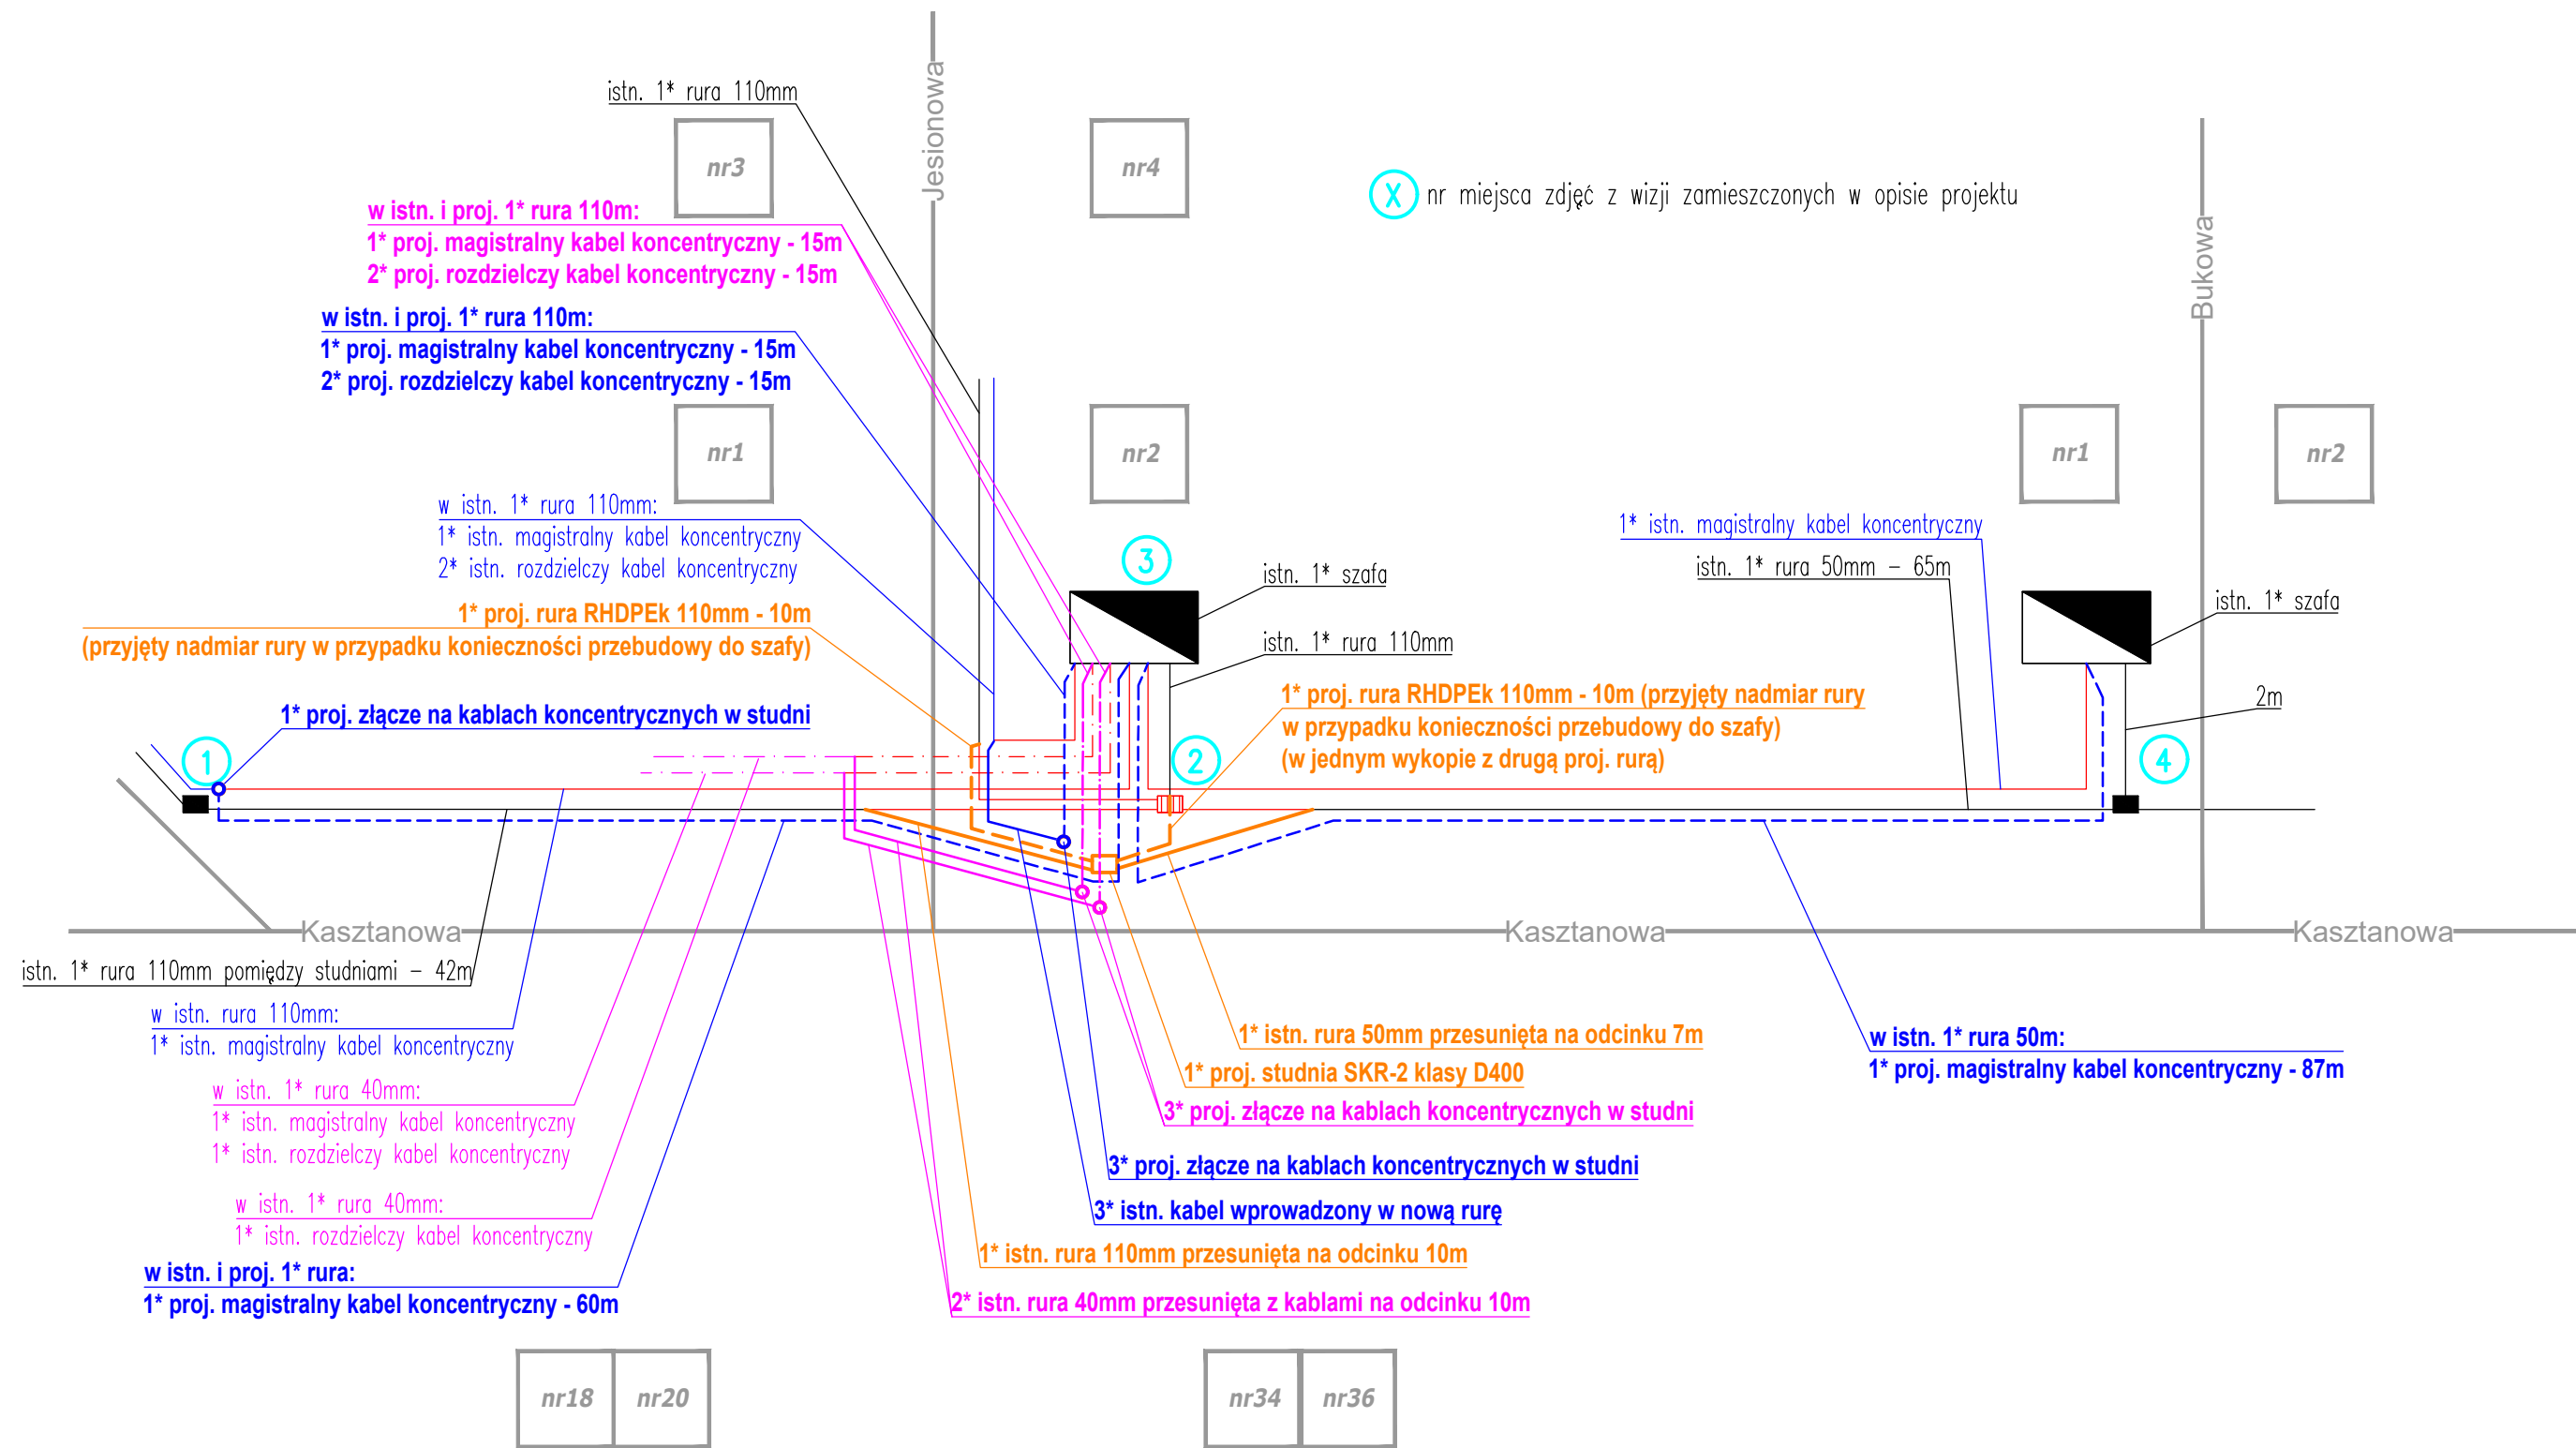 istn. 1* rura 110mm
Jesionowa
nr3
nr4
X nr miejsca zdjęć z wizji zamieszczonych w opisie projektu
w istn. i proj. 1* rura 110m:
1* proj. magistralny kabel koncentryczny - 15m
2* proj. rozdzielczy kabel koncentryczny - 15m
Bukowa
w istn. i proj. 1* rura 110m:
1* proj. magistralny kabel koncentryczny - 15m
2* proj. rozdzielczy kabel koncentryczny - 15m
nr1
nr2
nr1
nr2
w istn. 1* rura 110mm:
1* istn. magistralny kabel koncentryczny
2* istn. rozdzielczy kabel koncentryczny
1* istn. magistralny kabel koncentryczny
istn. 1* rura 50mm - 65m
3
istn. 1* szafa
istn. 1* szafa
1* proj. rura RHDPEk 110mm - 10m
(przyjęty nadmiar rury w przypadku konieczności przebudowy do szafy)
istn. 1* rura 110mm
1* proj. rura RHDPEk 110mm - 10m (przyjęty nadmiar rury
w przypadku konieczności przebudowy do szafy)
(w jednym wykopie z drugą proj. rurą)
2m
1* proj. złącze na kablach koncentrycznych w studni
1
2
4
Kasztanowa
Kasztanowa
Kasztanowa
istn. 1* rura 110mm pomiędzy studniami - 42m
w istn. rura 110mm:
1* istn. magistralny kabel koncentryczny
1* istn. rura 50mm przesunięta na odcinku 7m
w istn. 1* rura 50m:
1* proj. magistralny kabel koncentryczny - 87m
1* proj. studnia SKR-2 klasy D400
w istn. 1* rura 40mm:
1* istn. magistralny kabel koncentryczny
1* istn. rozdzielczy kabel koncentryczny
3* proj. złącze na kablach koncentrycznych w studni
3* proj. złącze na kablach koncentrycznych w studni
w istn. 1* rura 40mm:
1* istn. rozdzielczy kabel koncentryczny
3* istn. kabel wprowadzony w nową rurę
1* istn. rura 110mm przesunięta na odcinku 10m
w istn. i proj. 1* rura:
1* proj. magistralny kabel koncentryczny - 60m
2* istn. rura 40mm przesunięta z kablami na odcinku 10m
nr18
nr20
nr34
nr36